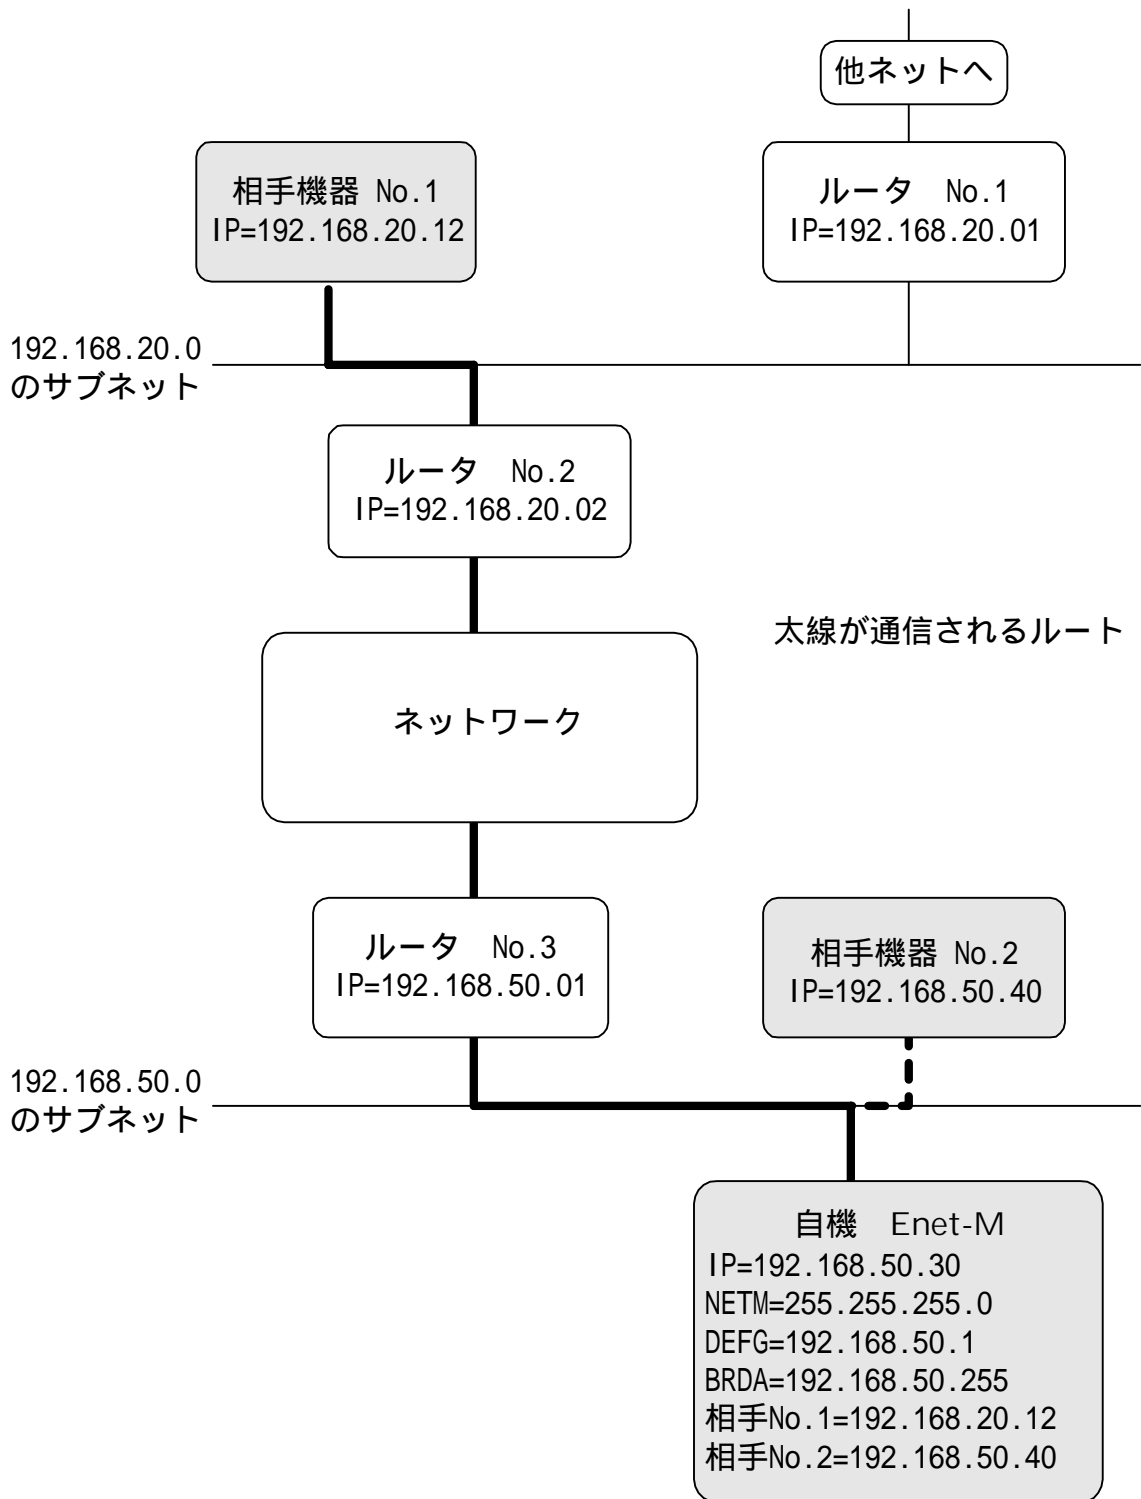 他ネットへ
相手機器 No.1
IP=192.168.20.12
ルータ　No.1
IP=192.168.20.01
192.168.20.0
のサブネット
ルータ　No.2
IP=192.168.20.02
太線が通信されるルート
ネットワーク
ルータ　No.3
IP=192.168.50.01
相手機器 No.2
IP=192.168.50.40
192.168.50.0
のサブネット
自機　Enet-M
IP=192.168.50.30
NETM=255.255.255.0
DEFG=192.168.50.1
BRDA=192.168.50.255
相手No.1=192.168.20.12
相手No.2=192.168.50.40